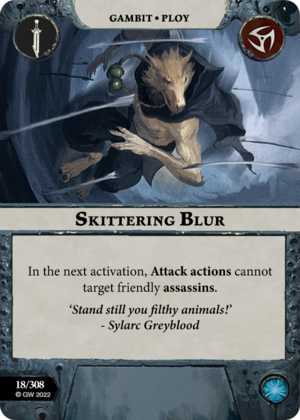 GAMBIT • PLOY
SKITTERING BLUR
In the next activation, Attack actions cannot
target friendly assassins.
‘Stand still you filthy animals!’
- Sylarc Greyblood
18/308
© GW 2022